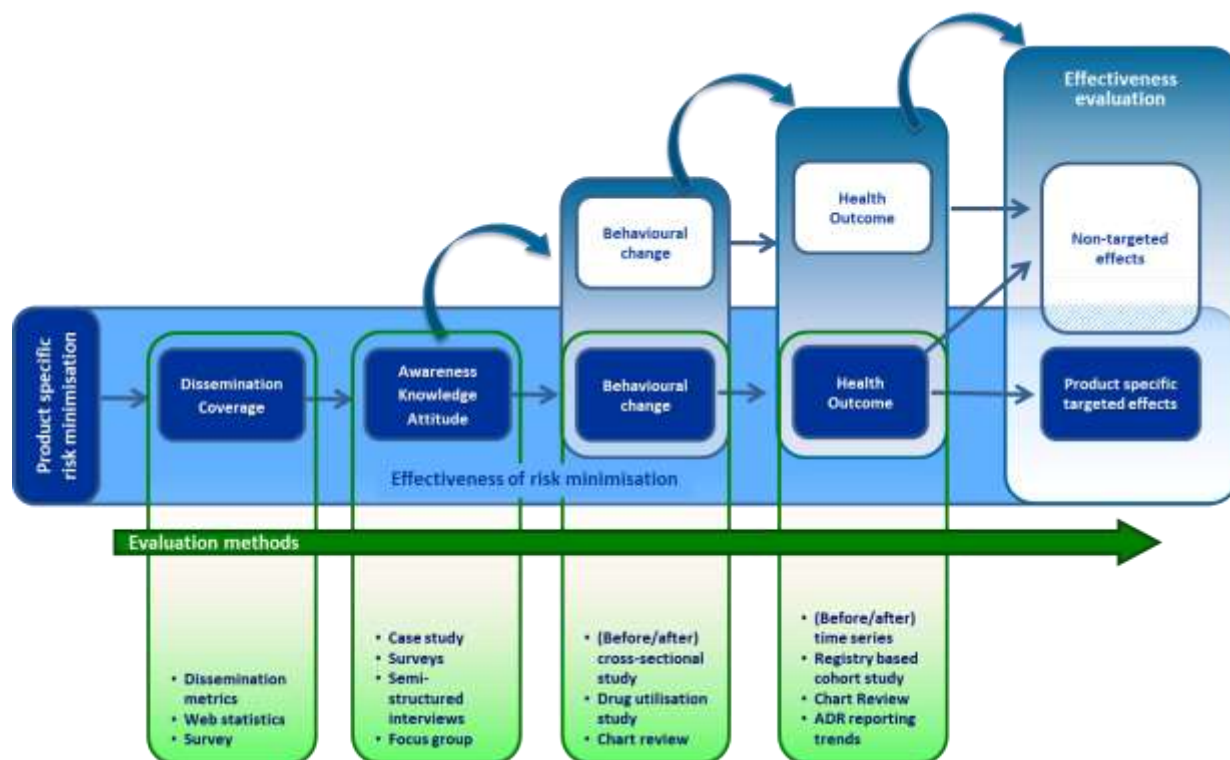 Effectiveness
evaluation
Behavioural
change
Health
Outcome
Non-targeted
effects
Product specific
risk minimisation
Dissemination
Coverage
Awareness
Knowledge
Attitude
Behavioural
change
Health
Outcome
Product specific
targeted effects
Effectiveness of risk minimisation
Evaluation methods
• Dissemination
metrics
• Web statistics
• Survey
• Case study
• Surveys
• Semi-
structured
interviews
• Focus group
• (Before/after)
cross-sectional
study
• Drug utilisation
study
• Chart review
• (Before/after)
time series
• Registry based
cohort study
• Chart Review
• ADR reporting
trends